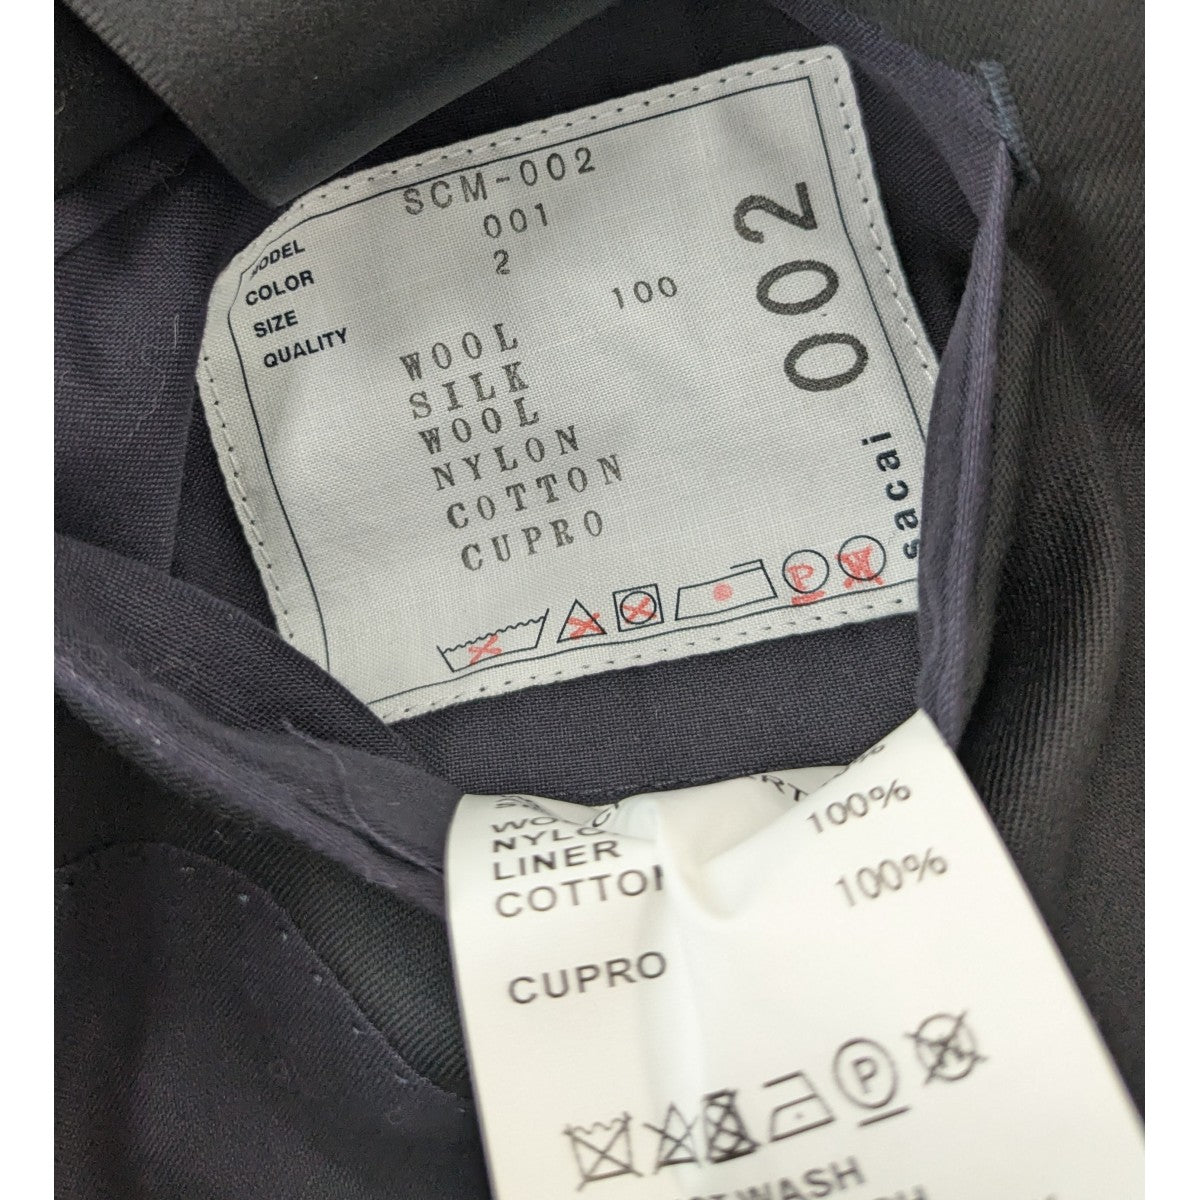 MODEL SCM-002
COLOR 001
SIZE 2
QUALITY
WOOL 100
SILK
WOOL
NYLON
COTTON
CUPRO
002
sacai
P
W
NYLO
LINER
COTTON 100%
100%
CUPRO
P
W
WASH